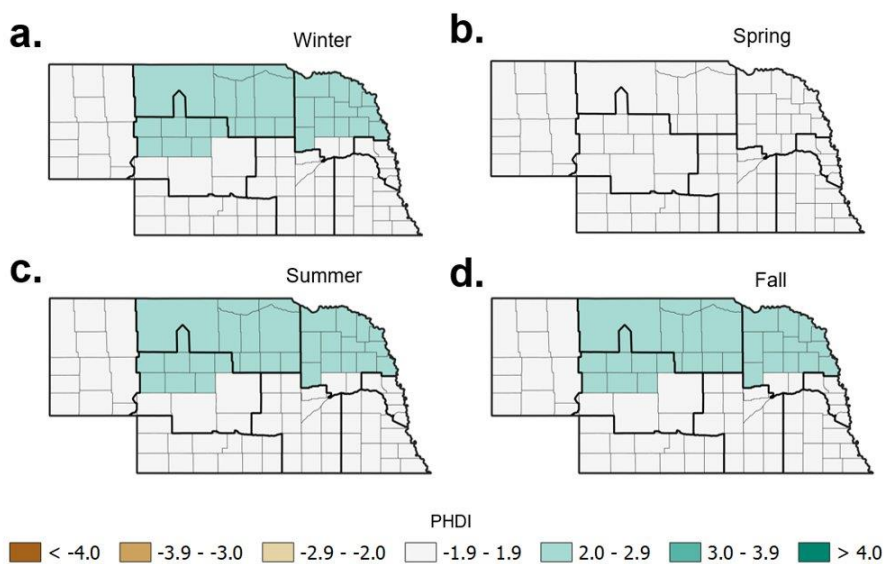 a. Winter
b. Spring
c. Summer
d. Fall
PHDI
< -4.0 -3.9 - -3.0 -2.9 - -2.0 -1.9 - 1.9 2.0 - 2.9 3.0 - 3.9 > 4.0